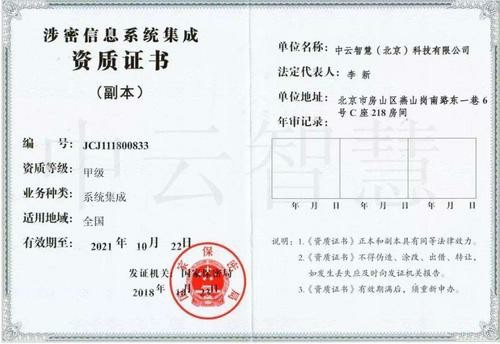 涉密信息系统集成
资质证书
（副本）
编 号： JCJ111800833
资质等级： 甲级
业务种类： 系统集成
适用地域： 全国
有效期至： 2021 年 10 月 22 日
发证机关： 国家保密局
2018 年 10 月 23 日
国家保密局
单位名称： 中云智慧（北京）科技有限公司
法定代表人： 李 新
单位地址： 北京市房山区燕山岗南路东一巷 6
号 C 座 218 房间
年审记录：
年 月 日 年 月 日 年 月 日
说明：1.《资质证书》正本和副本具有同等法律效力。
2.《资质证书》不得伪造、涂改、出借、转让，
如发生丢失应及时向发证机关报告。
3.《资质证书》有效期满后，须重新申办。
中云智慧